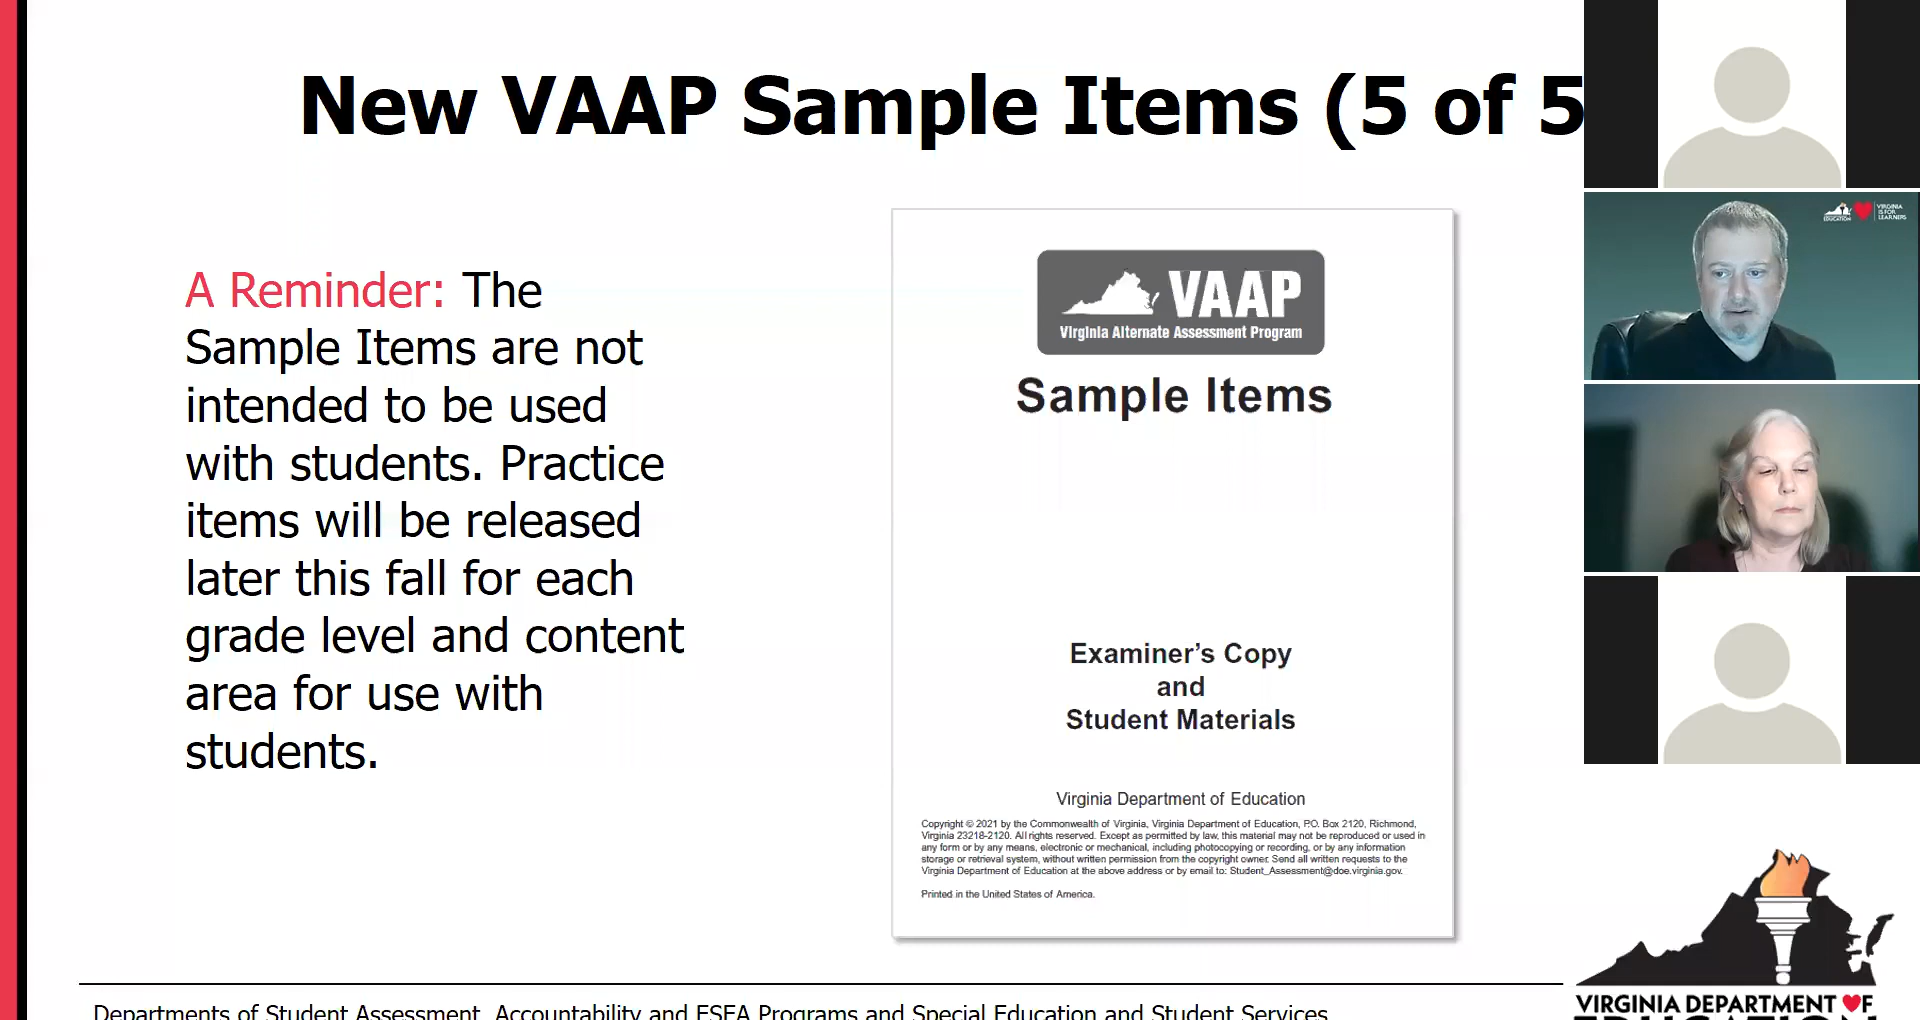 New VAAP Sample Items (5 of 5
A Reminder: The
Sample Items are not
intended to be used
with students. Practice
items will be released
later this fall for each
grade level and content
area for use with
students.
VAAP
Virginia Alternate Assessment Program
Sample Items
Examiner's Copy
and
Student Materials
Virginia Department of Education
Copyright © 2021 by the Commonwealth of Virginia, Virginia Department of Education, P.O. Box 2120, Richmond,
Virginia 23218-2120. All rights reserved. Except as permitted by law, this material may not be reproduced or used in
any form or by any means, electronic or mechanical, including photocopying or recording, or by any information
storage or retrieval system, without written permission from the copyright owner. Send all written requests to the
Virginia Department of Education at the above address or by email to: Student_Assessment@doe.virginia.gov.
Printed in the United States of America.
EDUCATION
VIRGINIA
IS FOR
LEARNERS
VIRGINIA DEPARTMENT OF
EDUCATION
Departments of Student Assessment, Accountability and ESEA Programs and Special Education and Student Services